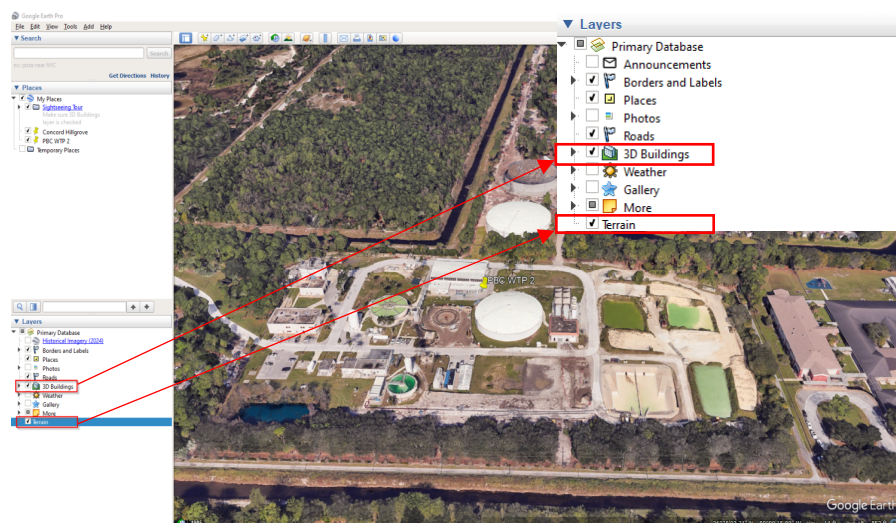 Google Earth Pro
File Edit View Tools Add Help
▼ Search
Search
Get Directions History
▼ Places
My Places
Sightseeing Tour
Make sure 3D Buildings
layer is checked
Concord Hillgrove
PBC WTP 2
Temporary Places
▼ Layers
Primary Database
Historical Imagery (2024)
Borders and Labels
Places
Photos
Roads
3D Buildings
Weather
Gallery
More
Terrain
▼ Layers
Primary Database
Announcements
Borders and Labels
Places
Photos
Roads
3D Buildings
Weather
Gallery
More
Terrain
PBC WTP 2
Google Earth